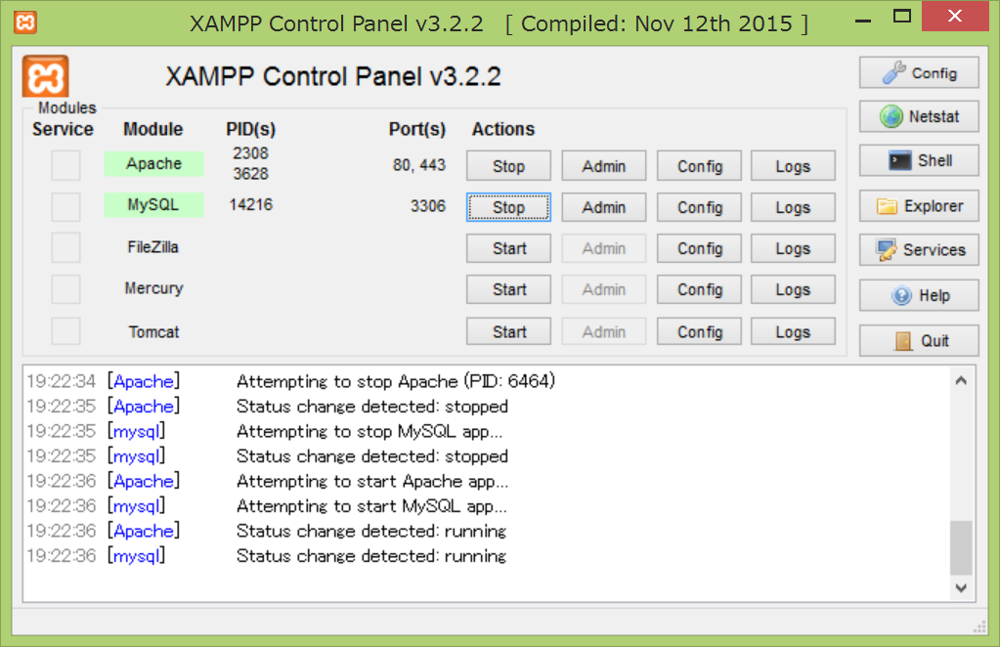 XAMPP Control Panel v3.2.2 [ Compiled: Nov 12th 2015 ]
XAMPP Control Panel v3.2.2
Config
Modules
Service Module PID(s) Port(s) Actions
Netstat
Apache 2308 3628 80, 443 Stop Admin Config Logs
Shell
MySQL 14216 3306 Stop Admin Config Logs
Explorer
FileZilla Start Admin Config Logs
Services
Mercury Start Admin Config Logs
Help
Tomcat Start Admin Config Logs
Quit
19:22:34 [Apache] Attempting to stop Apache (PID: 6464)
19:22:35 [Apache] Status change detected: stopped
19:22:35 [mysql] Attempting to stop MySQL app...
19:22:35 [mysql] Status change detected: stopped
19:22:36 [Apache] Attempting to start Apache app...
19:22:36 [mysql] Attempting to start MySQL app...
19:22:36 [Apache] Status change detected: running
19:22:36 [mysql] Status change detected: running